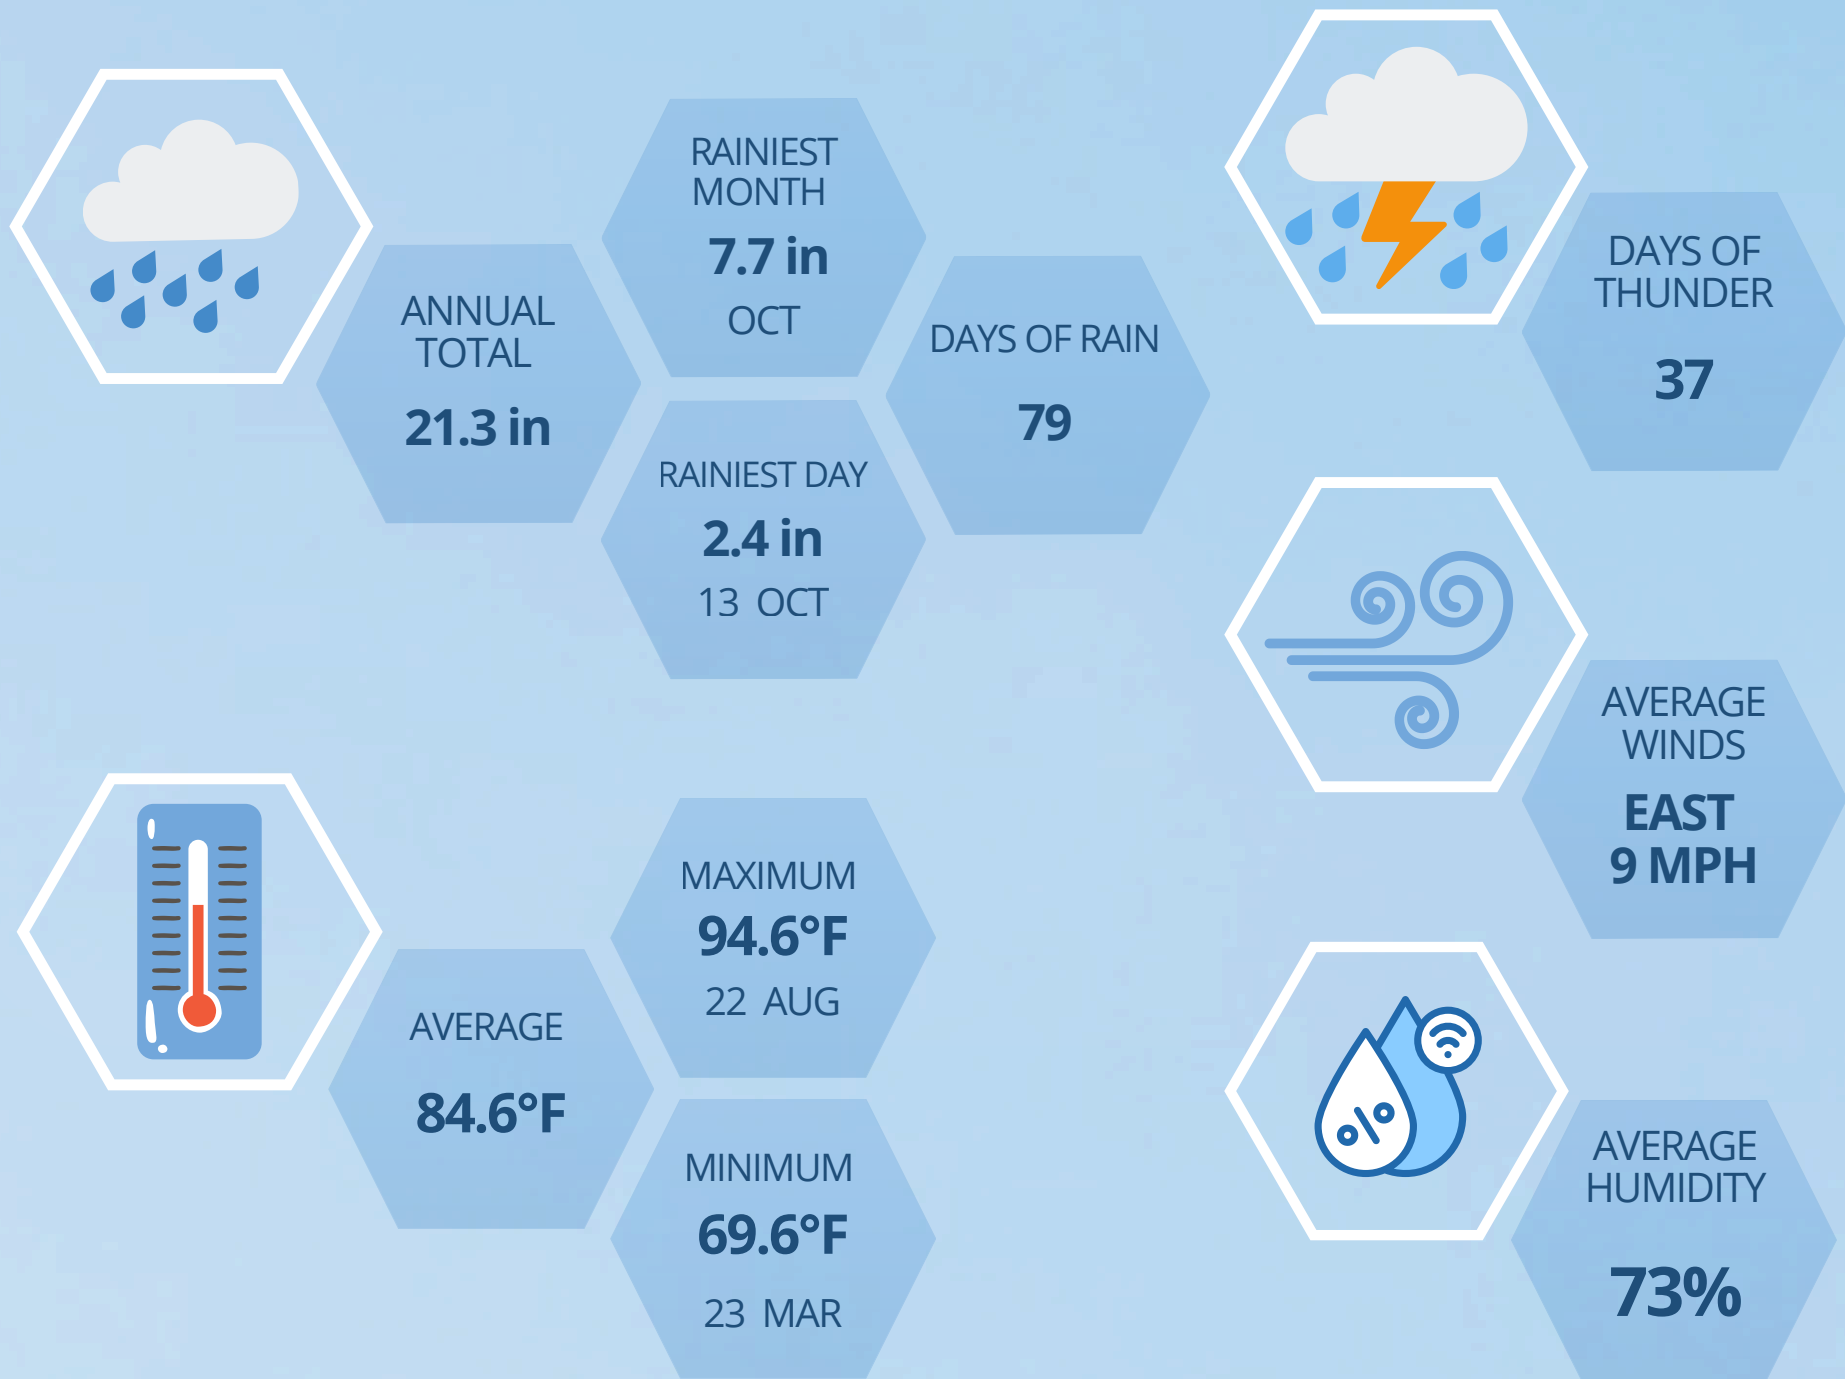 ANNUAL
TOTAL
21.3 in
RAINIEST
MONTH
7.7 in
OCT
RAINIEST DAY
2.4 in
13 OCT
DAYS OF RAIN
79
DAYS OF
THUNDER
37
AVERAGE
WINDS
EAST
9 MPH
AVERAGE
84.6°F
MAXIMUM
94.6°F
22 AUG
MINIMUM
69.6°F
23 MAR
%
AVERAGE
HUMIDITY
73%